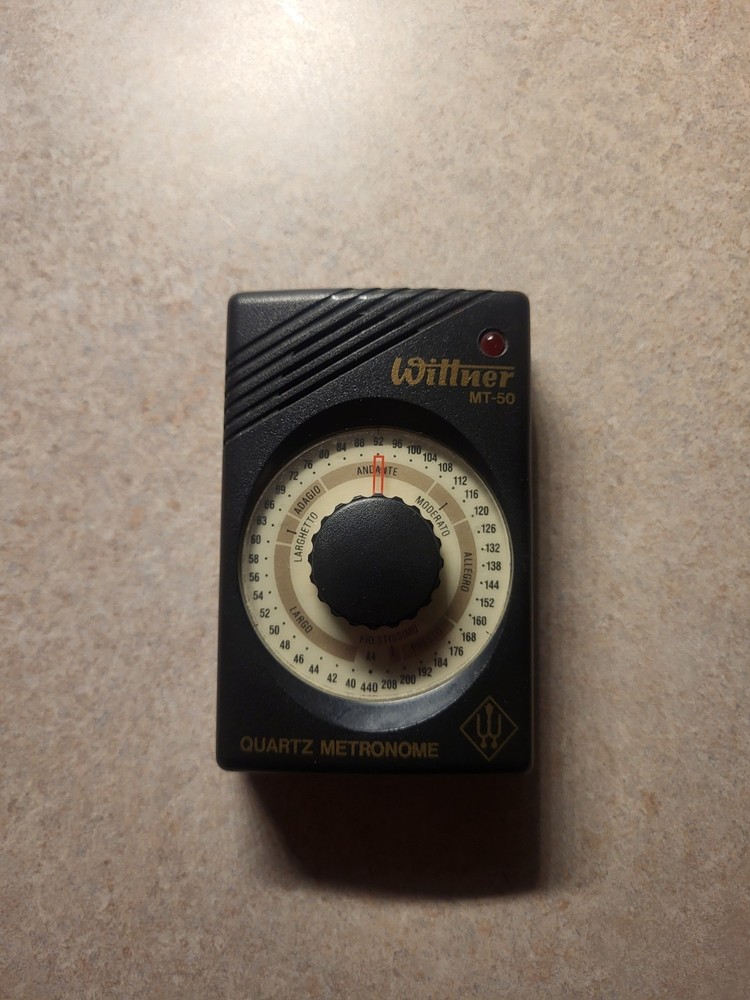 Wittner
MT-50
40 42 44 46 48 50 52 54 56 58 60 63 66 69 72 76 80 84 88 92 96 100 104 108 112 116 120 126 132 138 144 152 160 168 176 184 192 200 208 440
LARGO
LARGHETTO
ADAGIO
ANDANTE
MODERATO
ALLEGRO
PRESTISSIMO
QUARTZ METRONOME